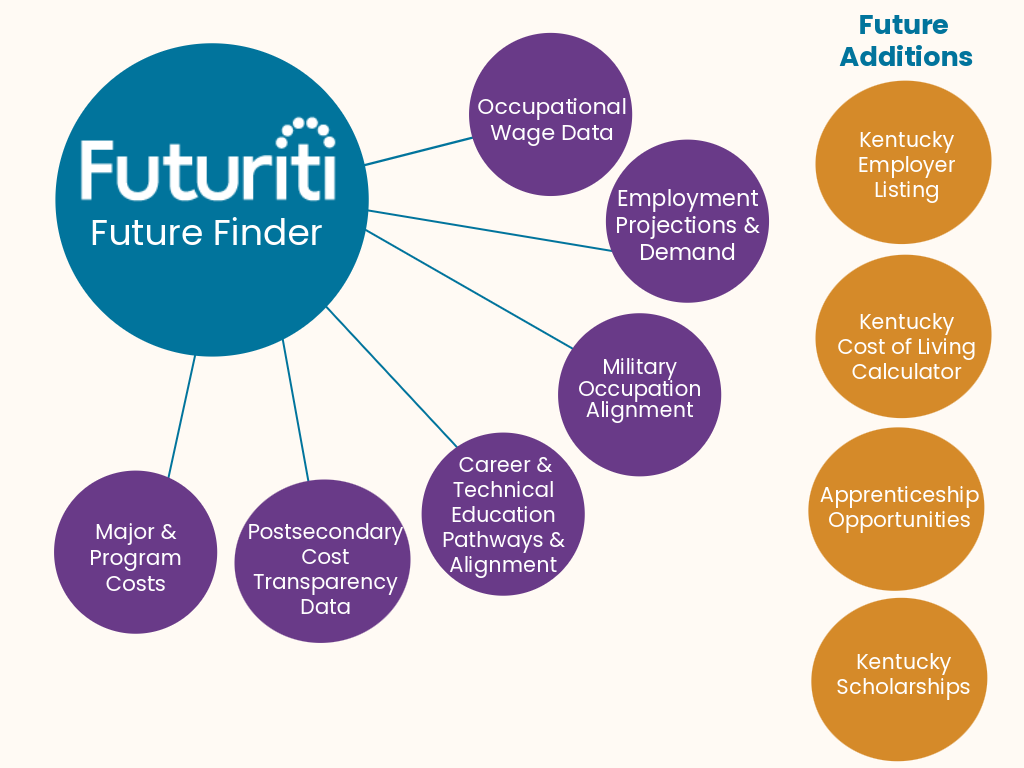 Futuriti
Future Finder
Occupational
Wage Data
Employment
Projections &
Demand
Military
Occupation
Alignment
Career &
Technical
Education
Pathways &
Alignment
Postsecondary
Cost
Transparency
Data
Major &
Program
Costs
Future
Additions
Kentucky
Employer
Listing
Kentucky
Cost of Living
Calculator
Apprenticeship
Opportunities
Kentucky
Scholarships